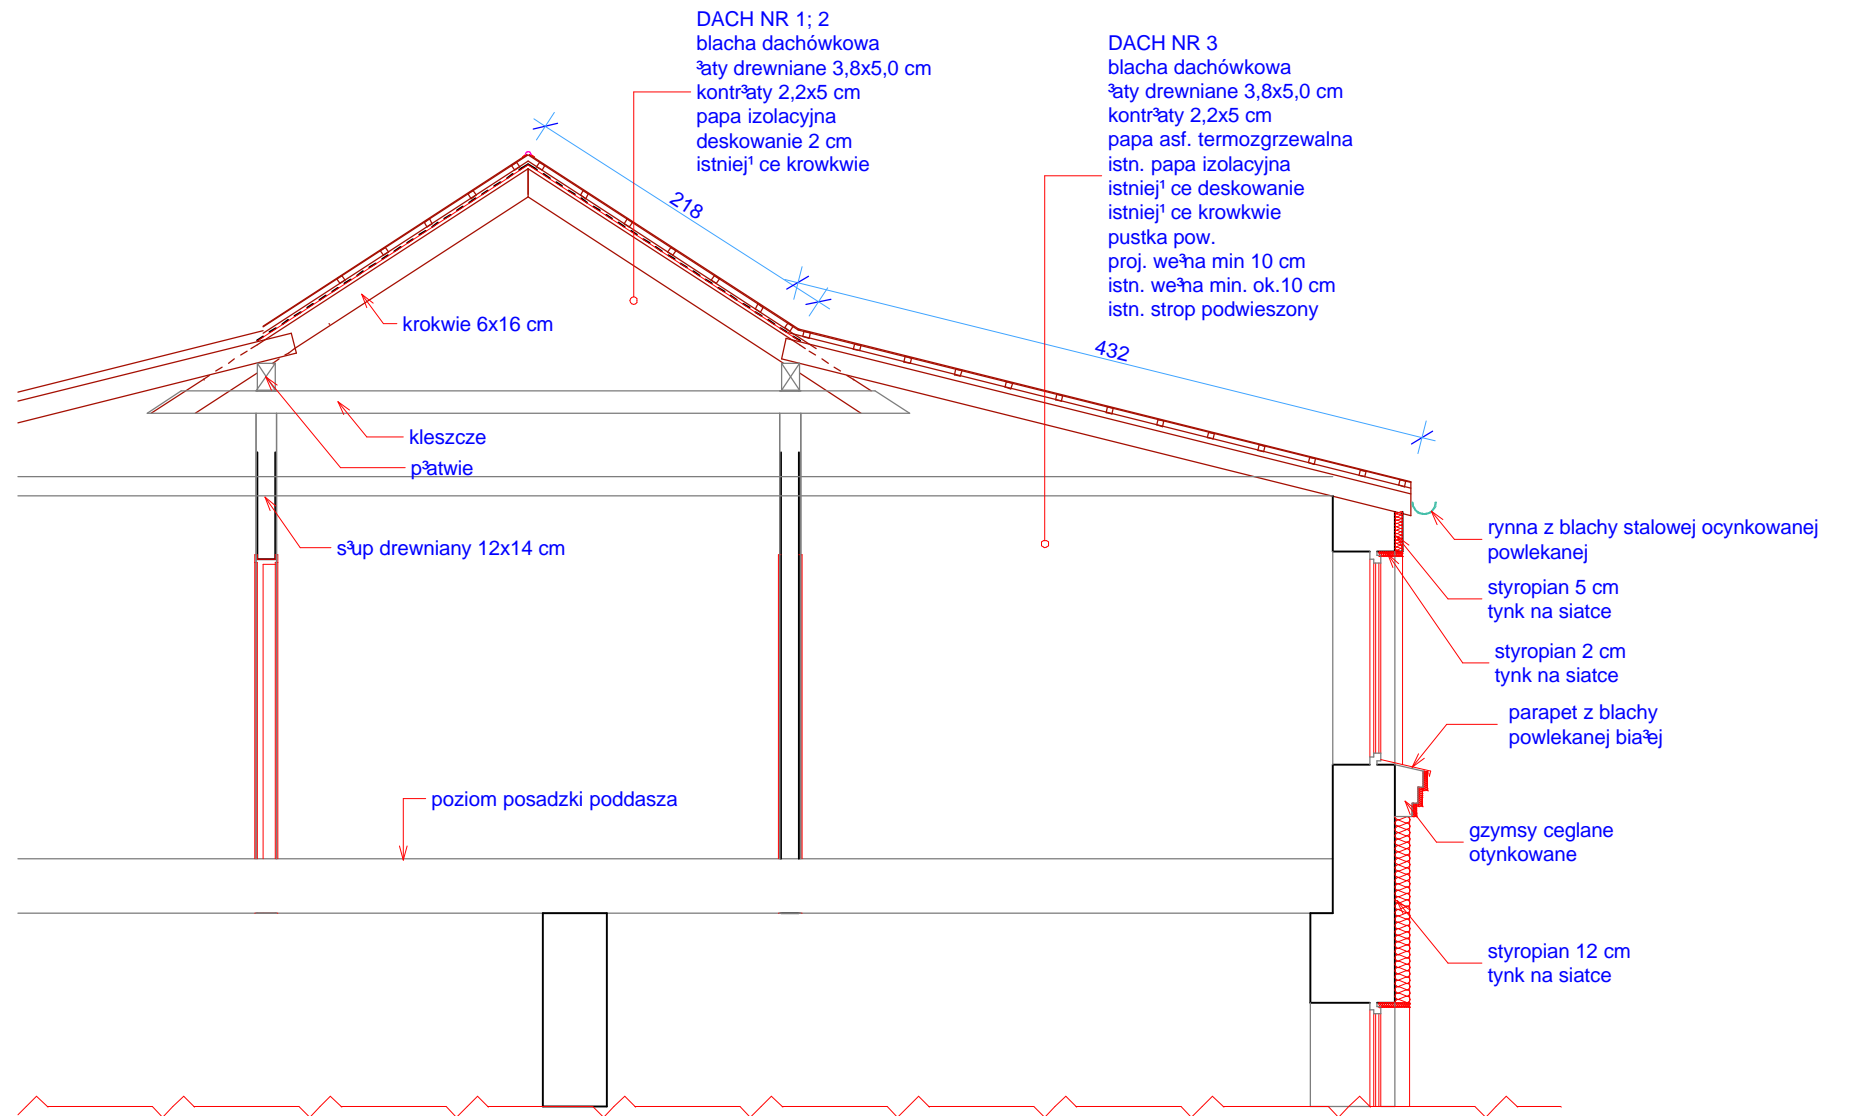 DACH NR 1; 2
blacha dachówkowa
³aty drewniane 3,8x5,0 cm
kontr³aty 2,2x5 cm
papa izolacyjna
deskowanie 2 cm
istniej¹ ce krowkwie
DACH NR 3
blacha dachówkowa
³aty drewniane 3,8x5,0 cm
kontr³aty 2,2x5 cm
papa asf. termozgrzewalna
istn. papa izolacyjna
istniej¹ ce deskowanie
istniej¹ ce krowkwie
pustka pow.
proj. we³na min 10 cm
istn. we³na min. ok.10 cm
istn. strop podwieszony
218
432
krokwie 6x16 cm
kleszcze
p³atwie
s³up drewniany 12x14 cm
poziom posadzki poddasza
rynna z blachy stalowej ocynkowanej
powlekanej
styropian 5 cm
tynk na siatce
styropian 2 cm
tynk na siatce
parapet z blachy
powlekanej bia³ej
gzymsy ceglane
otynkowane
styropian 12 cm
tynk na siatce